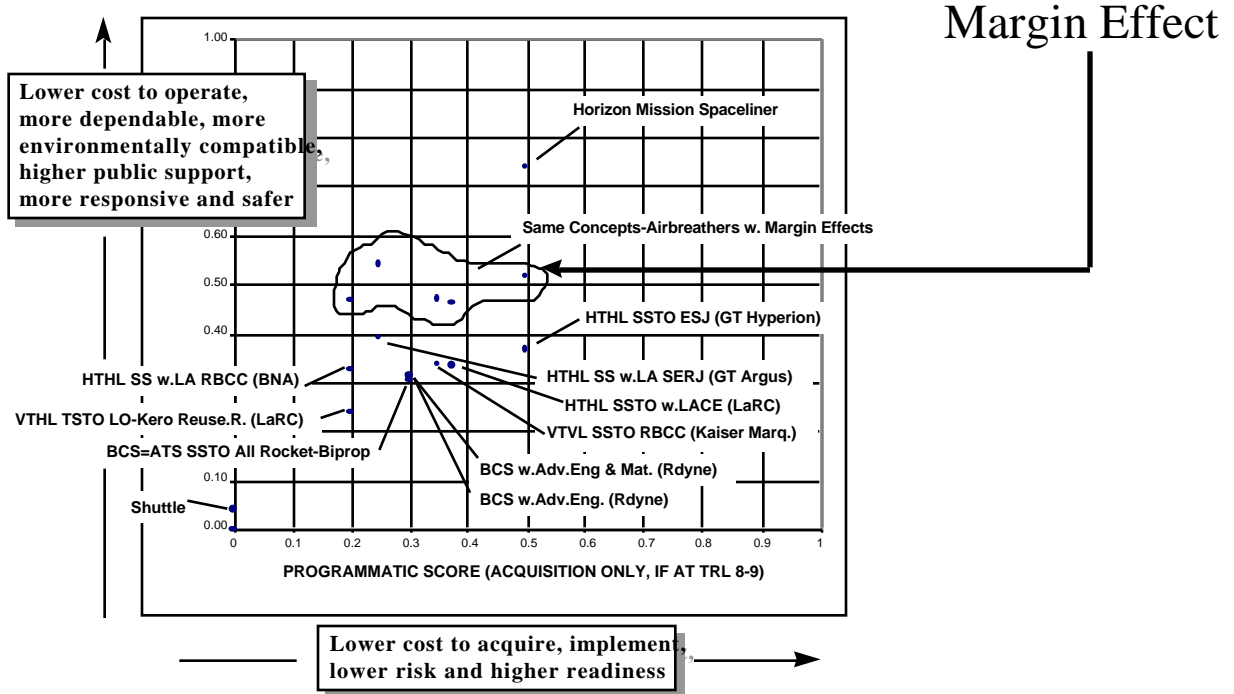 Margin Effect
1.00
Lower cost to operate,
more dependable, more
environmentally compatible,
higher public support,
more responsive and safer
Horizon Mission Spaceliner
Same Concepts-Airbreathers w. Margin Effects
0.60
0.50
HTHL SSTO ESJ (GT Hyperion)
0.40
HTHL SS w.LA RBCC (BNA)
HTHL SS w.LA SERJ (GT Argus)
HTHL SSTO w.LACE (LaRC)
VTHL TSTO LO-Kero Reuse.R. (LaRC)
VTVL SSTO RBCC (Kaiser Marq.)
BCS=ATS SSTO All Rocket-Biprop
BCS w.Adv.Eng & Mat. (Rdyne)
0.10
BCS w.Adv.Eng. (Rdyne)
Shuttle
0.00
0 0.1 0.2 0.3 0.4 0.5 0.6 0.7 0.8 0.9 1
PROGRAMMATIC SCORE (ACQUISITION ONLY, IF AT TRL 8-9)
Lower cost to acquire, implement,
lower risk and higher readiness